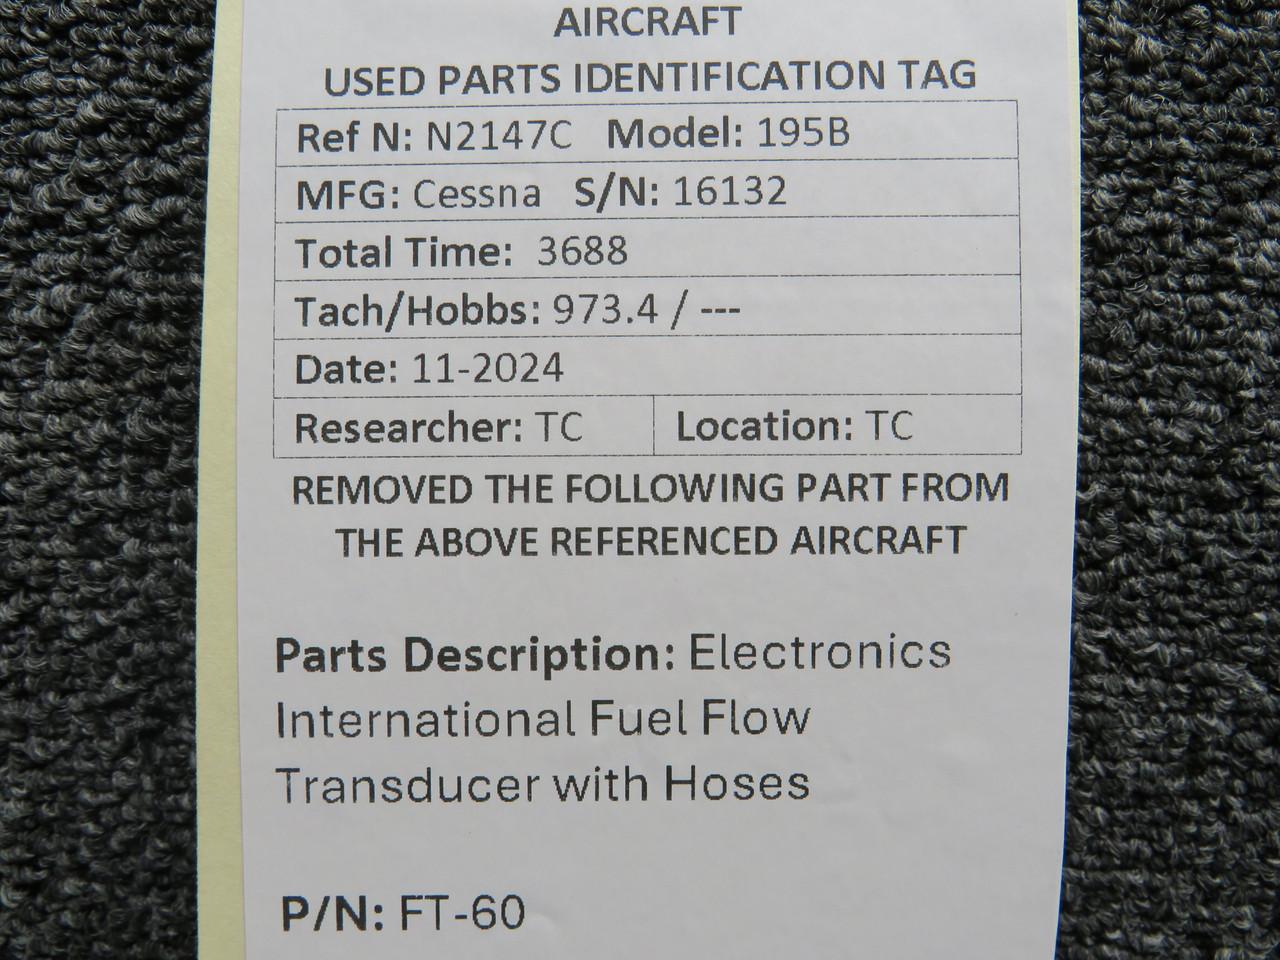 AIRCRAFT
USED PARTS IDENTIFICATION TAG
Ref N: N2147C Model: 195B
MFG: Cessna S/N: 16132
Total Time: 3688
Tach/Hobbs: 973.4 / ---
Date: 11-2024
Researcher: TC Location: TC
REMOVED THE FOLLOWING PART FROM
THE ABOVE REFERENCED AIRCRAFT
Parts Description: Electronics
International Fuel Flow
Transducer with Hoses
P/N: FT-60